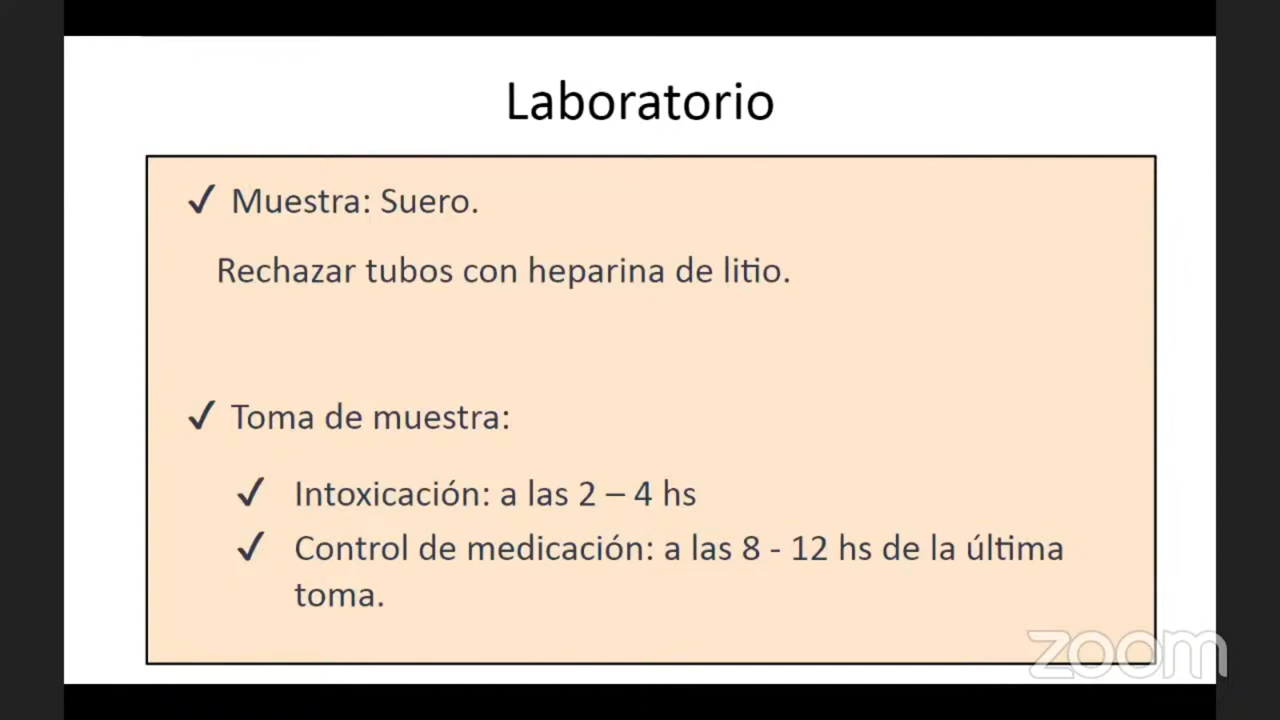 Laboratorio
✓ Muestra: Suero.
Rechazar tubos con heparina de litio.
✓ Toma de muestra:
✓ Intoxicación: a las 2 – 4 hs
✓ Control de medicación: a las 8 - 12 hs de la última
toma.
zoom